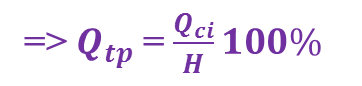 => Q_tp = Q_ci/H 100%